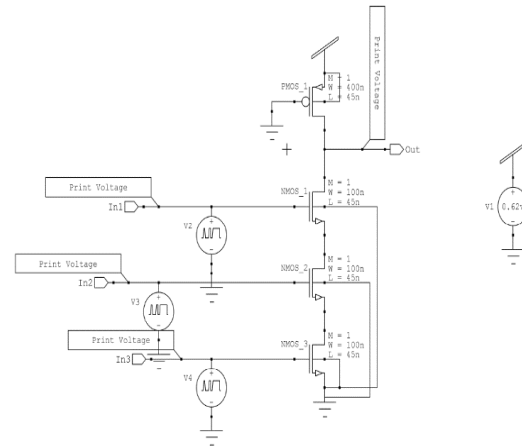 Print Voltage
M = 1
W = 400n
L = 45n
PMOS_1
Out
Print Voltage
In1
NMOS_1
M = 1
W = 100n
L = 45n
V2
V1
Print Voltage
In2
NMOS_2
M = 1
W = 100n
L = 45n
V3
Print Voltage
In3
NMOS_3
M = 1
W = 100n
L = 45n
V4